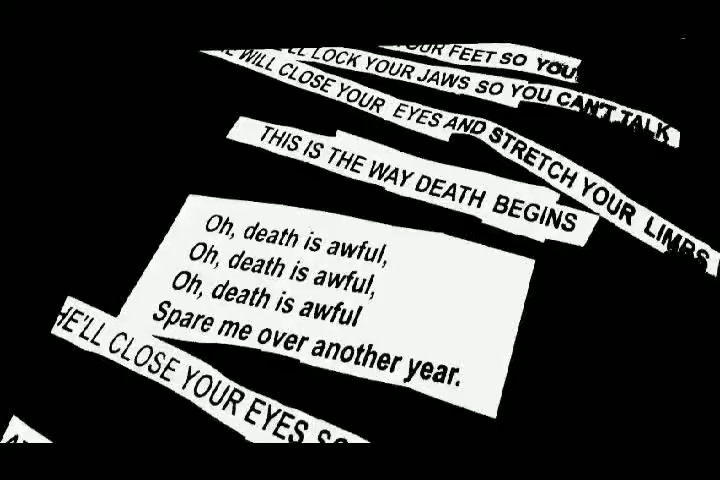 OUR FEET SO YOU
LL LOCK YOUR JAWS SO YOU CAN'T TALK
WILL CLOSE YOUR EYES AND STRETCH YOUR LIMBS
THIS IS THE WAY DEATH BEGINS
Oh, death is awful,
Oh, death is awful,
Oh, death is awful
Spare me over another year.
HE'LL CLOSE YOUR EYES SO